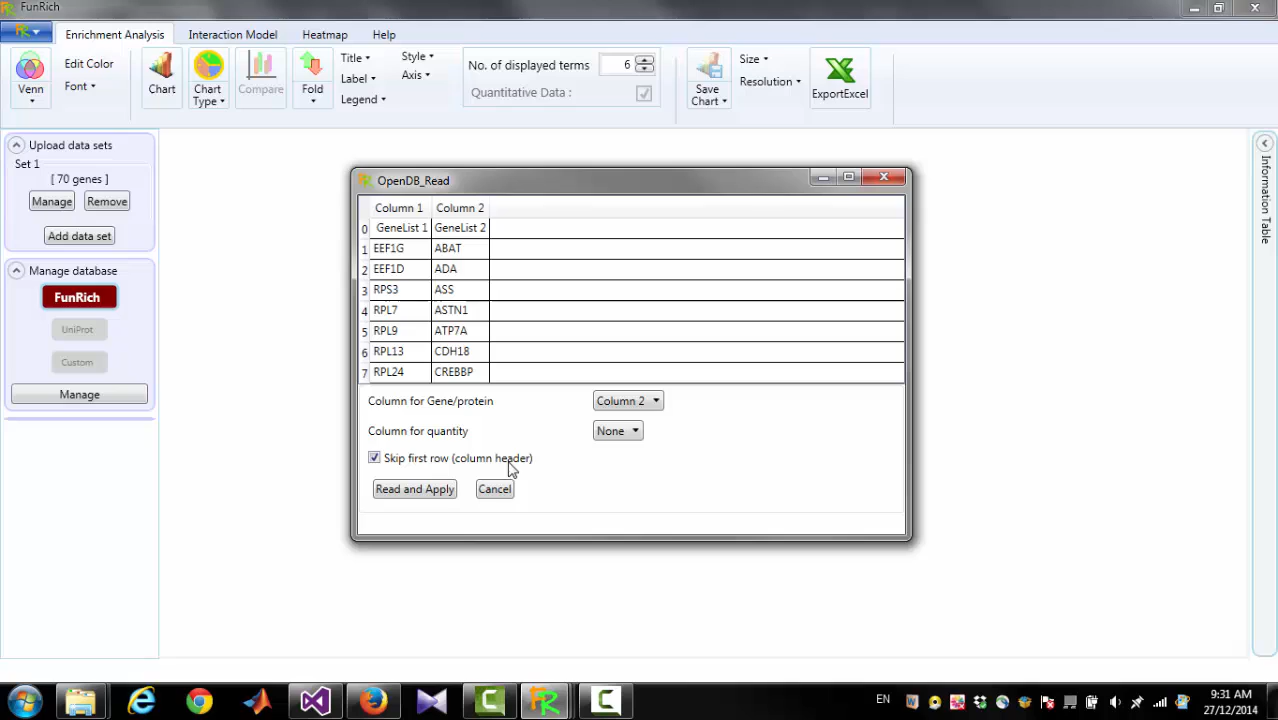 FunRich
Enrichment Analysis Interaction Model Heatmap Help
Venn
Edit Color
Font
Chart
Chart Type
Compare
Fold
Title
Label
Legend
Style
Axis
No. of displayed terms 6
Quantitative Data :
Save Chart
Size
Resolution
ExportExcel
Upload data sets
Set 1
[ 70 genes ]
Manage Remove
Add data set
Manage database
FunRich
UniProt
Custom
Manage
OpenDB_Read
Column 1 Column 2
0 GeneList 1 GeneList 2
1 EEF1G ABAT
2 EEF1D ADA
3 RPS3 ASS
4 RPL7 ASTN1
5 RPL9 ATP7A
6 RPL13 CDH18
7 RPL24 CREBBP
Column for Gene/protein Column 2
Column for quantity None
Skip first row (column header)
Read and Apply Cancel
Information Table
EN
9:31 AM
27/12/2014